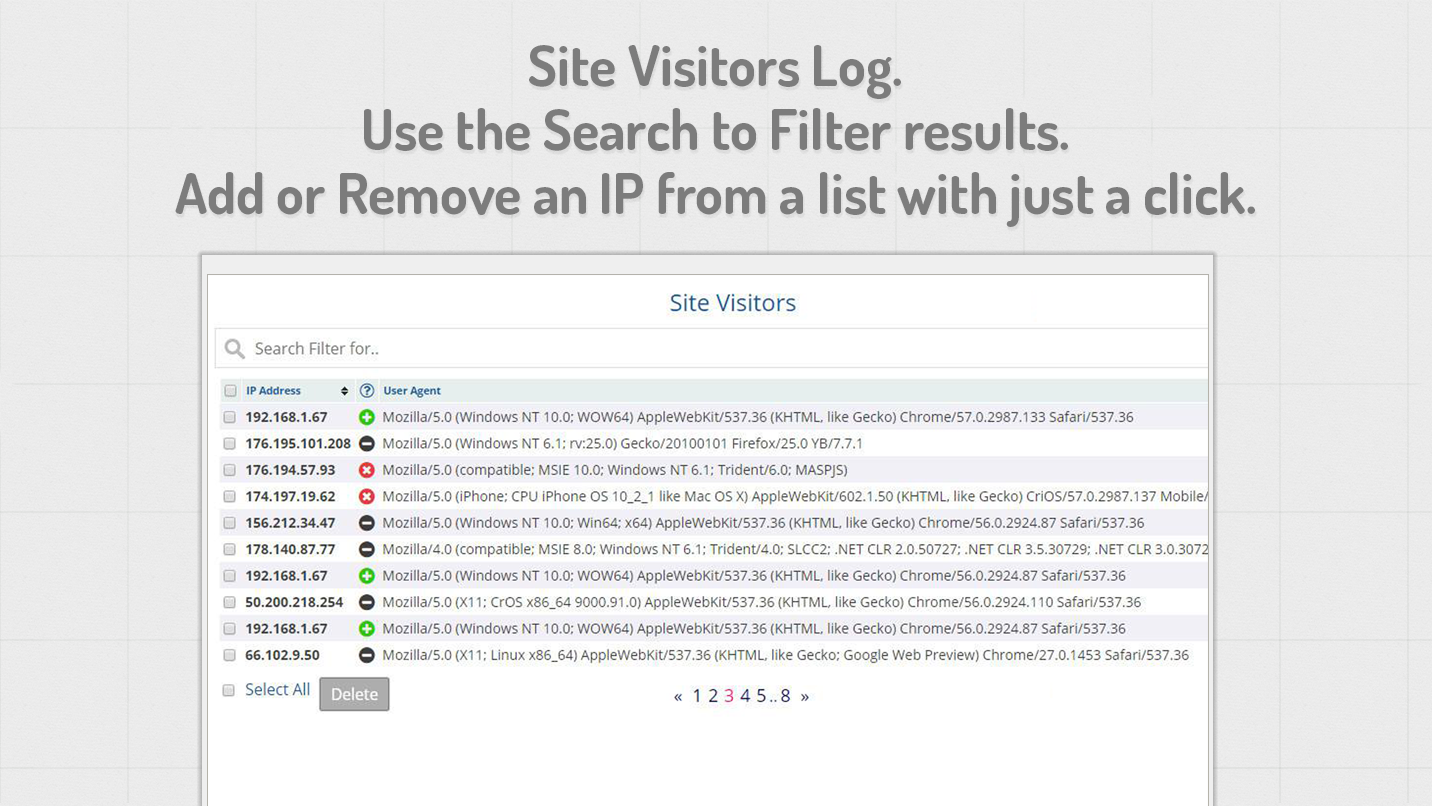 Site Visitors Log.
Use the Search to Filter results.
Add or Remove an IP from a list with just a click.
Site Visitors
Search Filter for..
IP Address ? User Agent
192.168.1.67 Mozilla/5.0 (Windows NT 10.0; WOW64) AppleWebKit/537.36 (KHTML, like Gecko) Chrome/57.0.2987.133 Safari/537.36
176.195.101.208 Mozilla/5.0 (Windows NT 6.1; rv:25.0) Gecko/20100101 Firefox/25.0 YB/7.7.1
176.194.57.93 Mozilla/5.0 (compatible; MSIE 10.0; Windows NT 6.1; Trident/6.0; MASPJS)
174.197.19.62 Mozilla/5.0 (iPhone; CPU iPhone OS 10_2_1 like Mac OS X) AppleWebKit/602.1.50 (KHTML, like Gecko) CriOS/57.0.2987.137 Mobile/
156.212.34.47 Mozilla/5.0 (Windows NT 10.0; Win64; x64) AppleWebKit/537.36 (KHTML, like Gecko) Chrome/56.0.2924.87 Safari/537.36
178.140.87.77 Mozilla/4.0 (compatible; MSIE 8.0; Windows NT 6.1; Trident/4.0; SLCC2; .NET CLR 2.0.50727; .NET CLR 3.5.30729; .NET CLR 3.0.3072
192.168.1.67 Mozilla/5.0 (Windows NT 10.0; WOW64) AppleWebKit/537.36 (KHTML, like Gecko) Chrome/56.0.2924.87 Safari/537.36
50.200.218.254 Mozilla/5.0 (X11; CrOS x86_64 9000.91.0) AppleWebKit/537.36 (KHTML, like Gecko) Chrome/56.0.2924.110 Safari/537.36
192.168.1.67 Mozilla/5.0 (Windows NT 10.0; WOW64) AppleWebKit/537.36 (KHTML, like Gecko) Chrome/56.0.2924.87 Safari/537.36
66.102.9.50 Mozilla/5.0 (X11; Linux x86_64) AppleWebKit/537.36 (KHTML, like Gecko; Google Web Preview) Chrome/27.0.1453 Safari/537.36
Select All Delete « 1 2 3 4 5.. 8 »